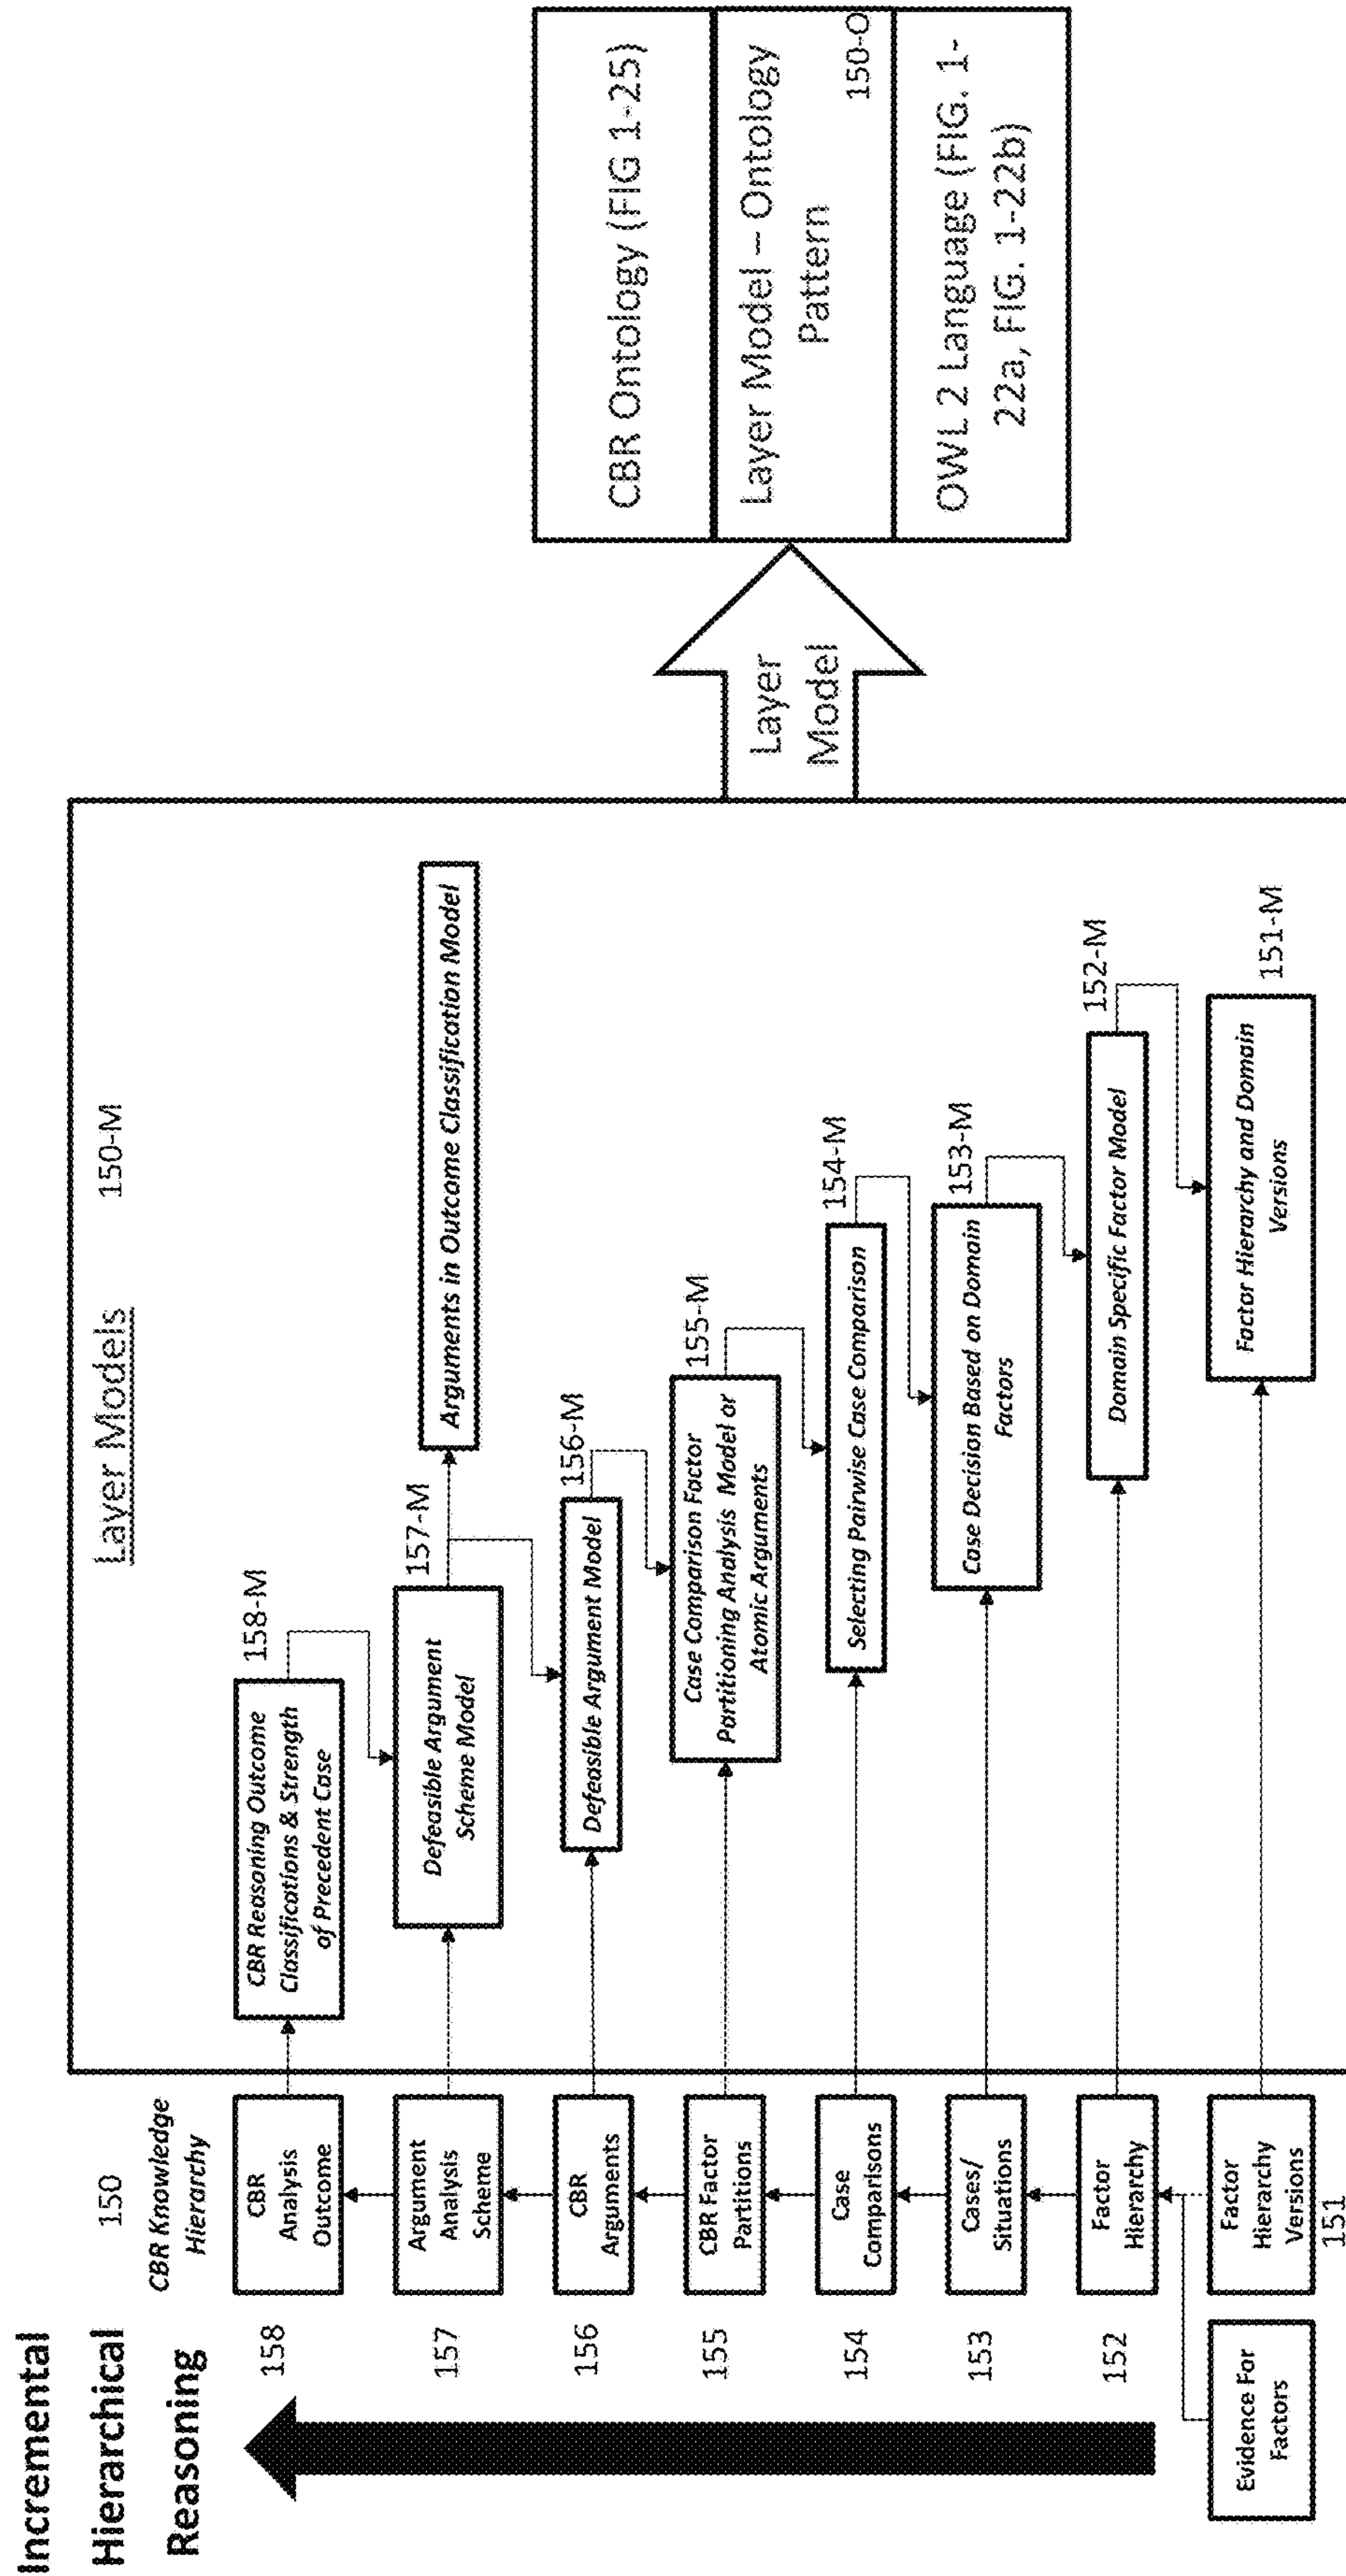 Incremental
Hierarchical
Reasoning
150
CBR Knowledge
Hierarchy
158
CBR
Analysis
Outcome
157
Argument
Analysis
Scheme
156
CBR
Arguments
155
CBR Factor
Partitions
154
Case
Comparisons
153
Cases/
Situations
152
Factor
Hierarchy
Evidence For
Factors
Factor
Hierarchy
Versions
151
Layer Models
150-M
158-M
CBR Reasoning Outcome
Classifications & Strength
of Precedent Case
157-M
Defeasible Argument
Scheme Model
Arguments in Outcome Classification Model
156-M
Defeasible Argument Model
155-M
Case Comparison Factor
Partitioning Analysis Model or
Atomic Arguments
154-M
Selecting Pairwise Case Comparison
153-M
Case Decision Based on Domain
Factors
152-M
Domain Specific Factor Model
151-M
Factor Hierarchy and Domain
Versions
Layer
Model
CBR Ontology (FIG 1-25)
Layer Model – Ontology
Pattern
150-O
OWL 2 Language (FIG. 1-
22a, FIG. 1-22b)